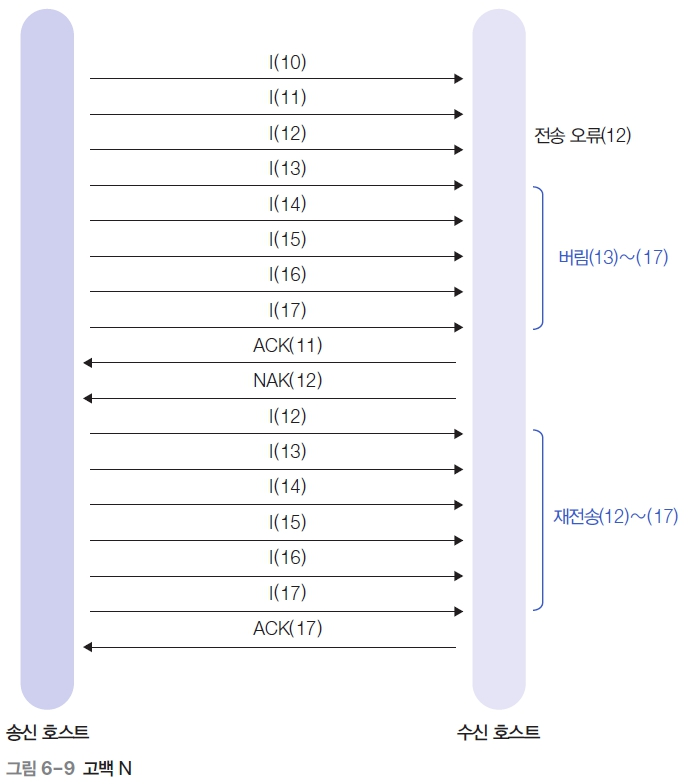 I(10)
I(11)
I(12)
전송 오류(12)
I(13)
I(14)
I(15)
버림(13)~(17)
I(16)
I(17)
ACK(11)
NAK(12)
I(12)
I(13)
I(14)
I(15)
재전송(12)~(17)
I(16)
I(17)
ACK(17)
송신 호스트
수신 호스트
그림 6-9 고백 N